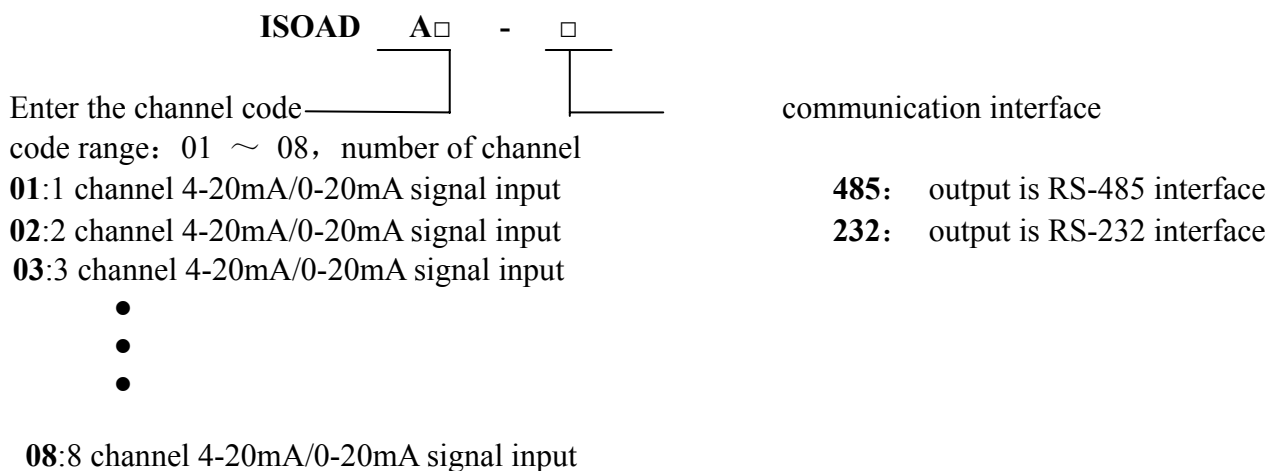 ISOAD A□ - □
Enter the channel code communication interface
code range：01 ～ 08，number of channel
01:1 channel 4-20mA/0-20mA signal input 485： output is RS-485 interface
02:2 channel 4-20mA/0-20mA signal input 232： output is RS-232 interface
03:3 channel 4-20mA/0-20mA signal input
●
●
●
08:8 channel 4-20mA/0-20mA signal input